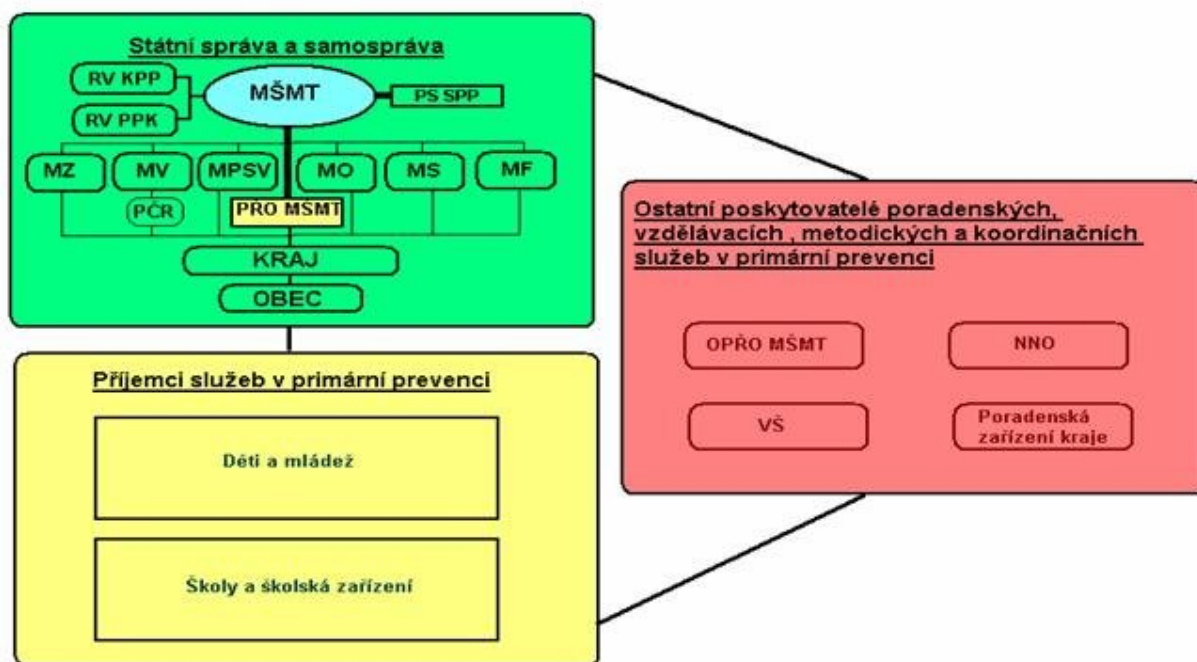 Státní správa a samospráva
RV KPP
MŠMT
PS SPP
RV PPK
MZ
MV
MPSV
MO
MS
MF
PČR
PŘO MŠMT
KRAJ
OBEC
Ostatní poskytovatelé poradenských,
vzdělávacích , metodických a koordinačních
služeb v primární prevenci
OPŘO MŠMT
NNO
VŠ
Poradenská
zařízení kraje
Příjemci služeb v primární prevenci
Děti a mládež
Školy a školská zařízení